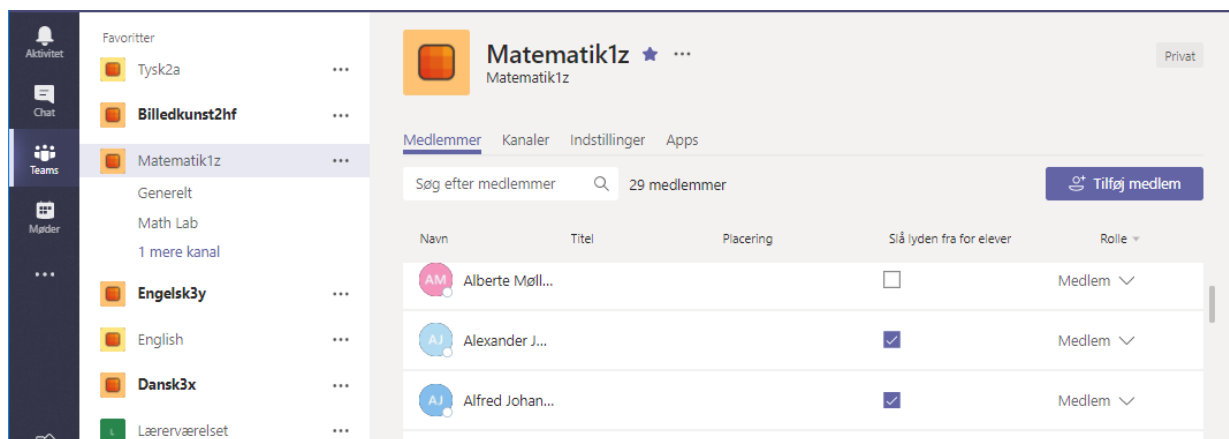 Aktivitet
Chat
Teams
Møder
Favoritter
Tysk2a
Billedkunst2hf
Matematik1z
Generelt
Math Lab
1 mere kanal
Engelsk3y
English
Dansk3x
L Lærerværelset
Matematik1z
Matematik1z
Privat
Medlemmer Kanaler Indstillinger Apps
Søg efter medlemmer 29 medlemmer Tilføj medlem
Navn Titel Placering Slå lyden fra for elever Rolle
AM Alberte Møll... Medlem
AJ Alexander J... Medlem
AJ Alfred Johan... Medlem